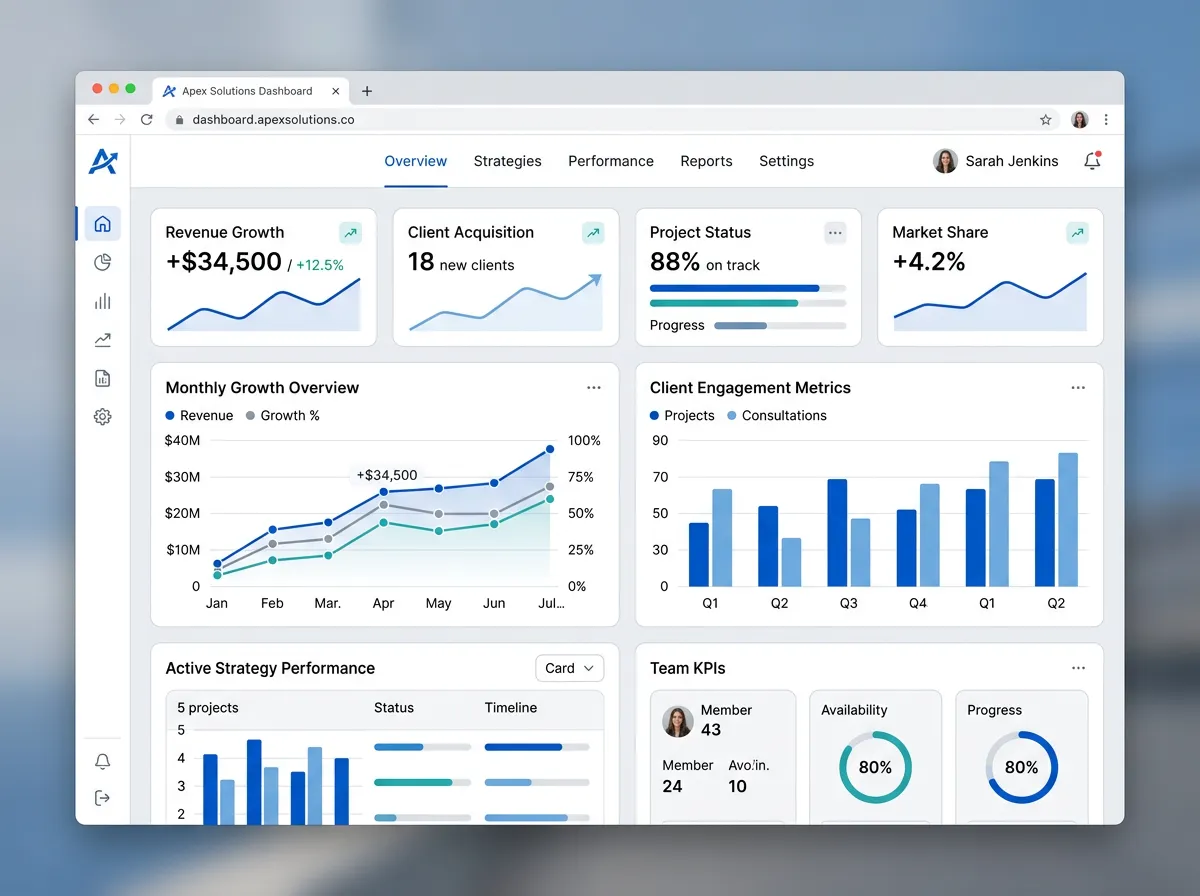 Apex Solutions Dashboard
dashboard.apexsolutions.co
Overview Strategies Performance Reports Settings
Sarah Jenkins
Revenue Growth
+$34,500 / +12.5%
Client Acquisition
18 new clients
Project Status
88% on track
Progress
Market Share
+4.2%
Monthly Growth Overview
Revenue Growth %
$40M
$30M
$20M
$10M
0
+$34,500
100%
75%
50%
25%
0%
Jan Feb Mar. Apr May Jun Jul...
Client Engagement Metrics
Projects Consultations
90
70
50
30
0
Q1 Q2 Q3 Q4 Q1 Q2
Active Strategy Performance
Card
5 projects Status Timeline
5
4
3
2
Team KPIs
Member
43
Member
24
10
Availability
80%
Progress
80%